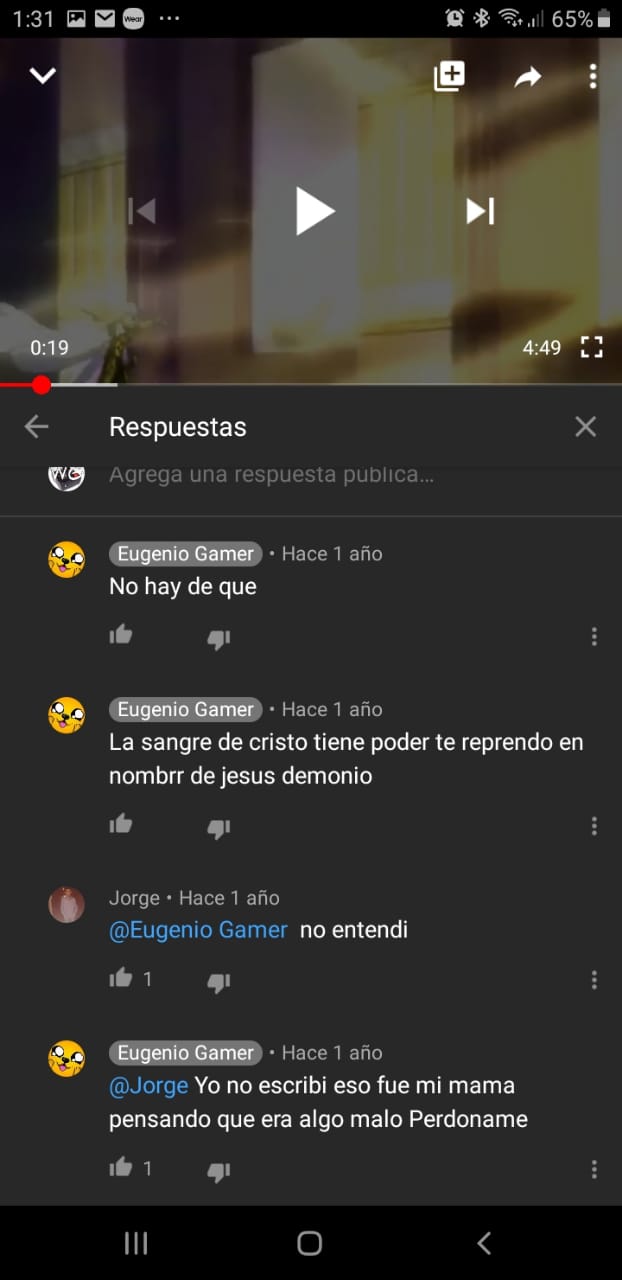 1:31 Wear 65%
0:19 4:49
Respuestas
WG Agrega una respuesta pública...
Eugenio Gamer • Hace 1 año
No hay de que
Eugenio Gamer • Hace 1 año
La sangre de cristo tiene poder te reprendo en
nombrr de jesus demonio
Jorge • Hace 1 año
@Eugenio Gamer no entendi
1
Eugenio Gamer • Hace 1 año
@Jorge Yo no escribi eso fue mi mama
pensando que era algo malo Perdoname
1